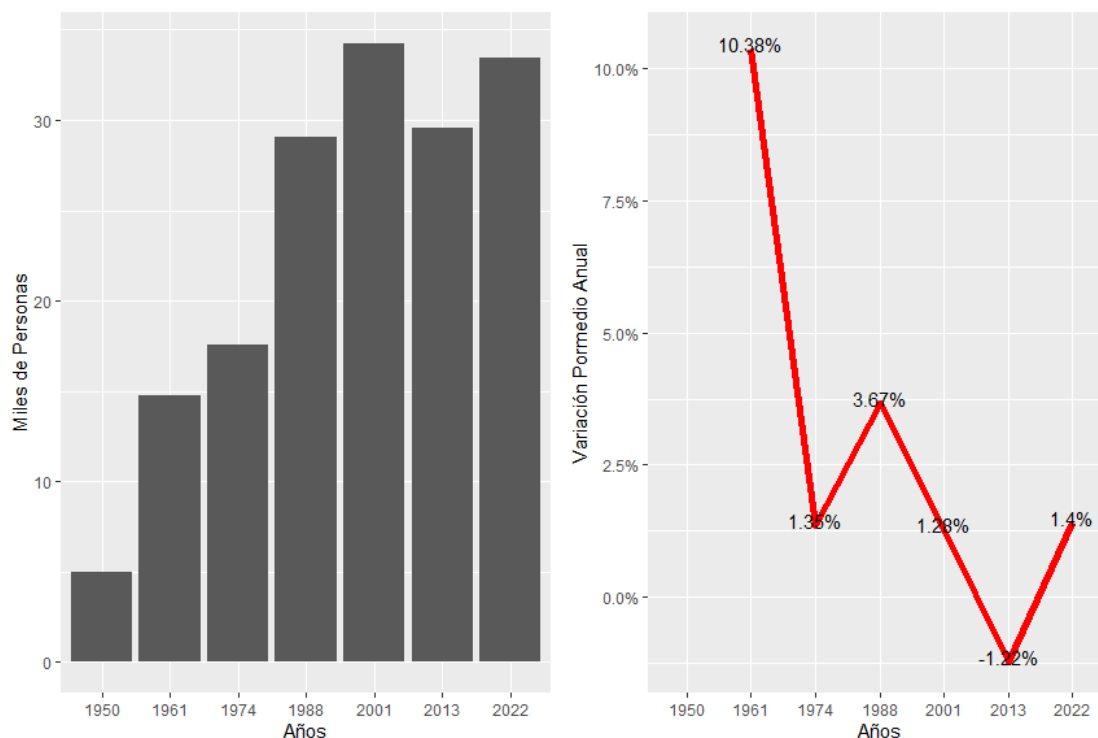 Miles de Personas
30
20
10
0
1950 1961 1974 1988 2001 2013 2022
Años
Variación Pormedio Anual
10.0%
7.5%
5.0%
2.5%
0.0%
10.38%
1.35%
3.67%
1.28%
-1.22%
1.4%
1950 1961 1974 1988 2001 2013 2022
Años